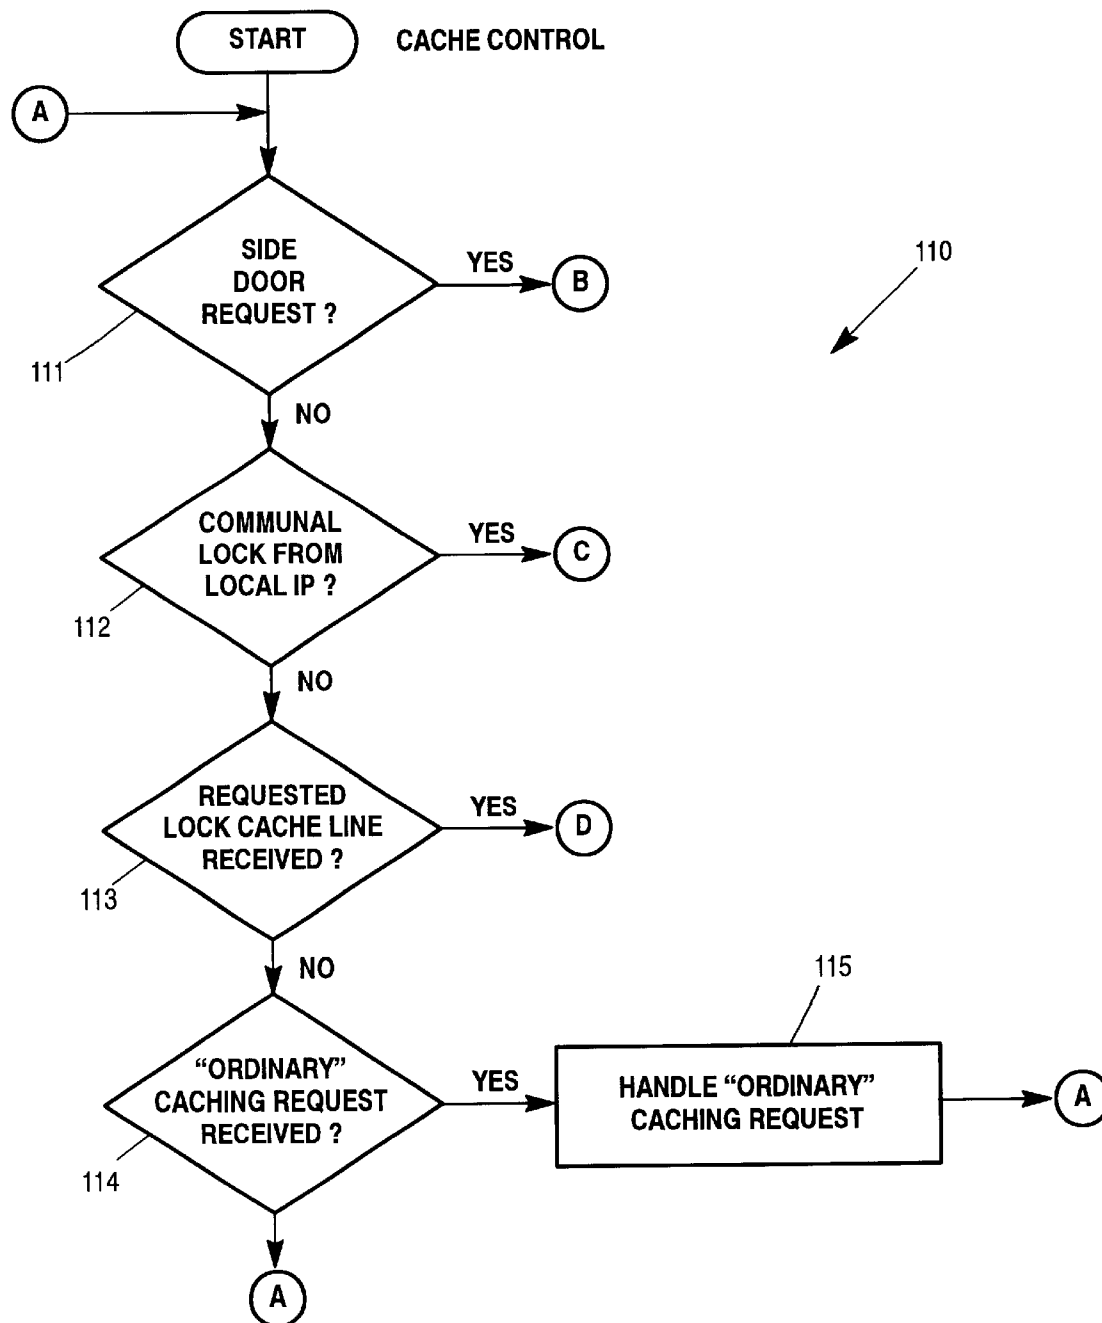 START
CACHE CONTROL
A
SIDE
DOOR
REQUEST ?
YES
B
110
111
NO
COMMUNAL
LOCK FROM
LOCAL IP ?
YES
C
112
NO
REQUESTED
LOCK CACHE LINE
RECEIVED ?
YES
D
113
NO
115
“ORDINARY”
CACHING REQUEST
RECEIVED ?
YES
HANDLE “ORDINARY”
CACHING REQUEST
A
114
A